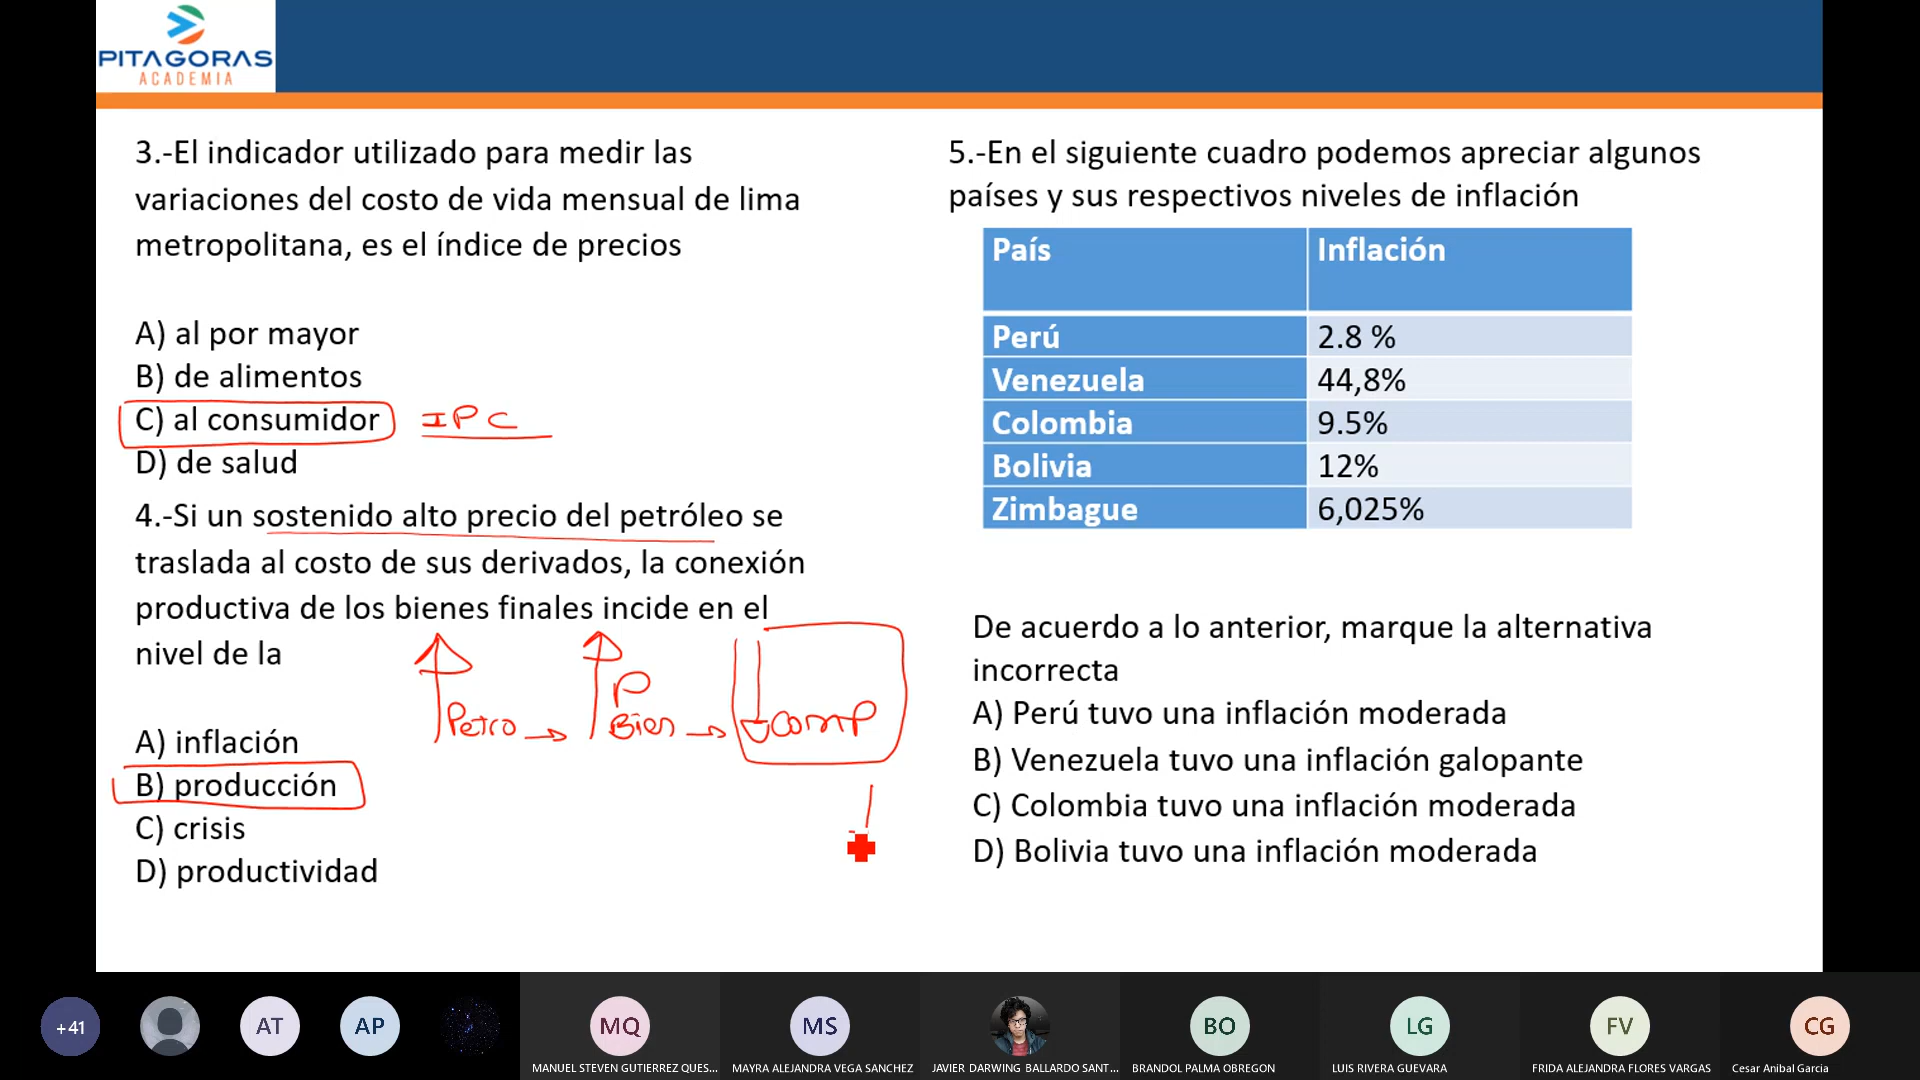 PITAGORAS
ACADEMIA
3.-El indicador utilizado para medir las
variaciones del costo de vida mensual de lima
metropolitana, es el índice de precios
A) al por mayor
B) de alimentos
C) al consumidor IPC
D) de salud
4.-Si un sostenido alto precio del petróleo se
traslada al costo de sus derivados, la conexión
productiva de los bienes finales incide en el
nivel de la
P
Petro Bien comp
A) inflación
B) producción
C) crisis
D) productividad
5.-En el siguiente cuadro podemos apreciar algunos
países y sus respectivos niveles de inflación
País Inflación
Perú 2.8 %
Venezuela 44,8%
Colombia 9.5%
Bolivia 12%
Zimbague 6,025%
De acuerdo a lo anterior, marque la alternativa
incorrecta
A) Perú tuvo una inflación moderada
B) Venezuela tuvo una inflación galopante
C) Colombia tuvo una inflación moderada
D) Bolivia tuvo una inflación moderada
+41 AT AP MQ MS BO LG FV CG
MANUEL STEVEN GUTIERREZ QUES... MAYRA ALEJANDRA VEGA SANCHEZ JAVIER DARWING BALLARDO SANT... BRANDOL PALMA OBREGON LUIS RIVERA GUEVARA FRIDA ALEJANDRA FLORES VARGAS Cesar Anibal Garcia